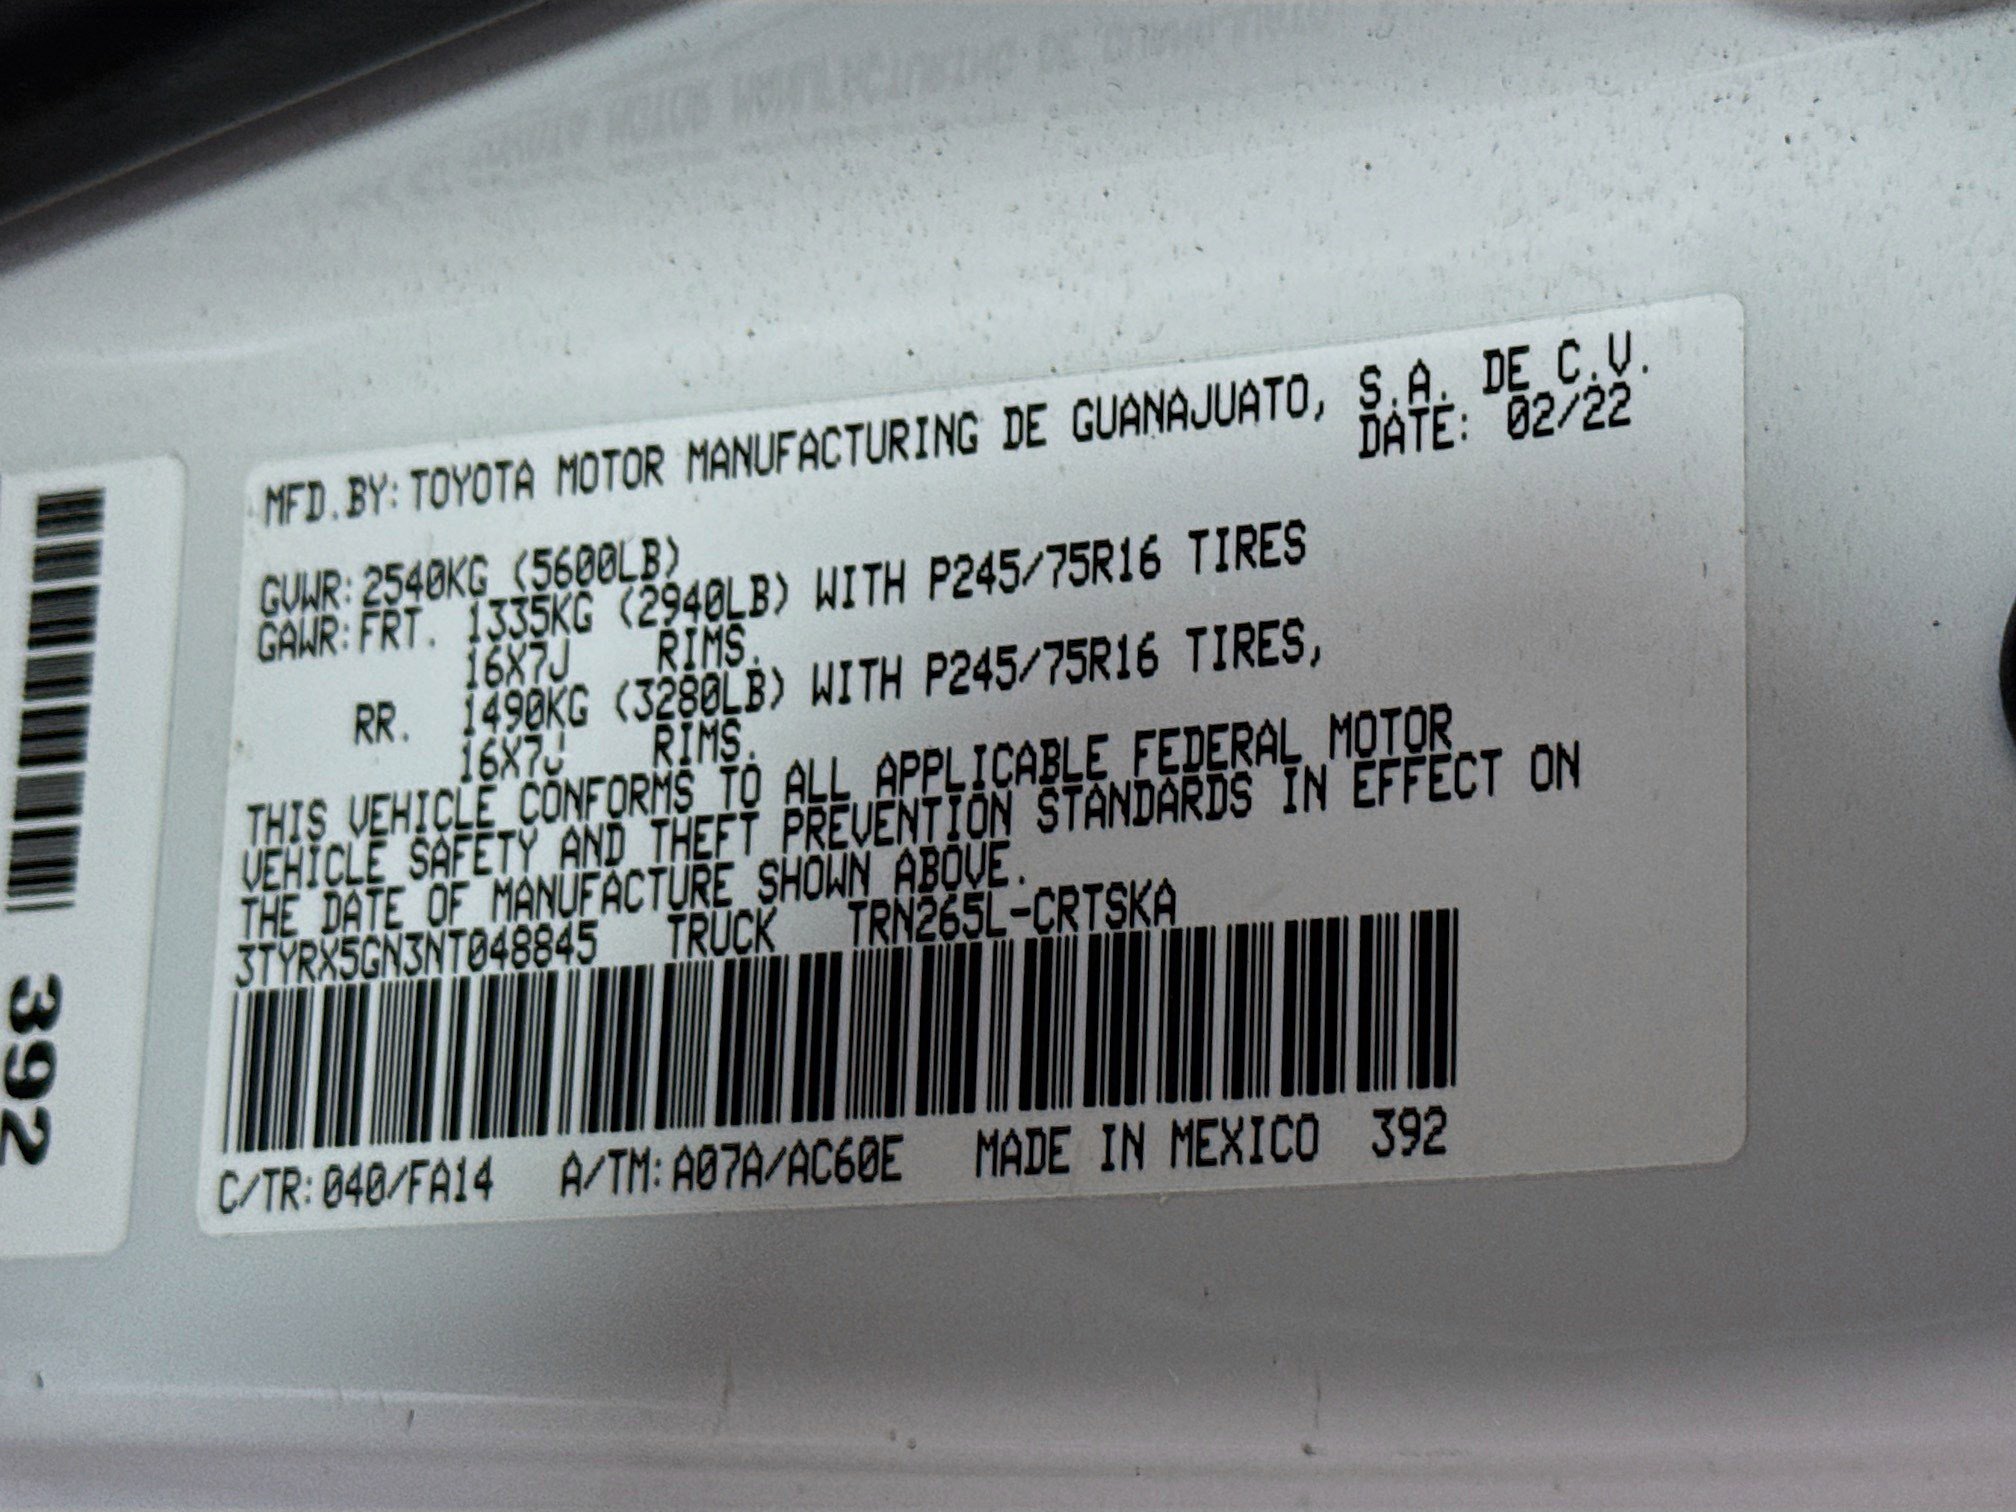 MFD.BY:TOYOTA MOTOR MANUFACTURING DE GUANAJUATO, S.A. DE C.V.
DATE: 02/22
GVWR:2540KG (5600LB)
GAWR:FRT. 1335KG (2940LB) WITH P245/75R16 TIRES
16X7J RIMS.
RR. 1490KG (3280LB) WITH P245/75R16 TIRES,
16X7J RIMS.
THIS VEHICLE CONFORMS TO ALL APPLICABLE FEDERAL MOTOR
VEHICLE SAFETY AND THEFT PREVENTION STANDARDS IN EFFECT ON
THE DATE OF MANUFACTURE SHOWN ABOVE.
3TYRX5GN3NT048845 TRUCK TRN265L-CRTSKA
C/TR:040/FA14 A/TM:A07A/AC60E MADE IN MEXICO 392
392